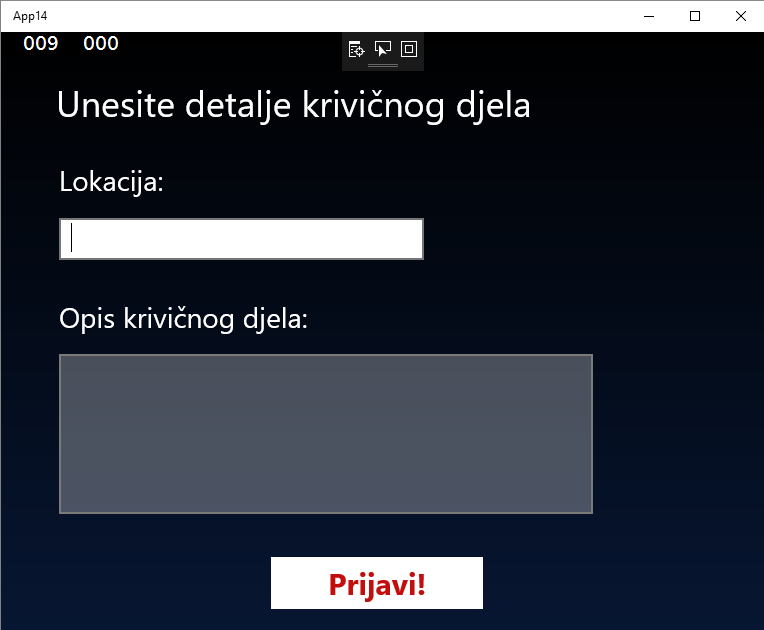 App14
009 000
Unesite detalje krivičnog djela
Lokacija:
Opis krivičnog djela:
Prijavi!